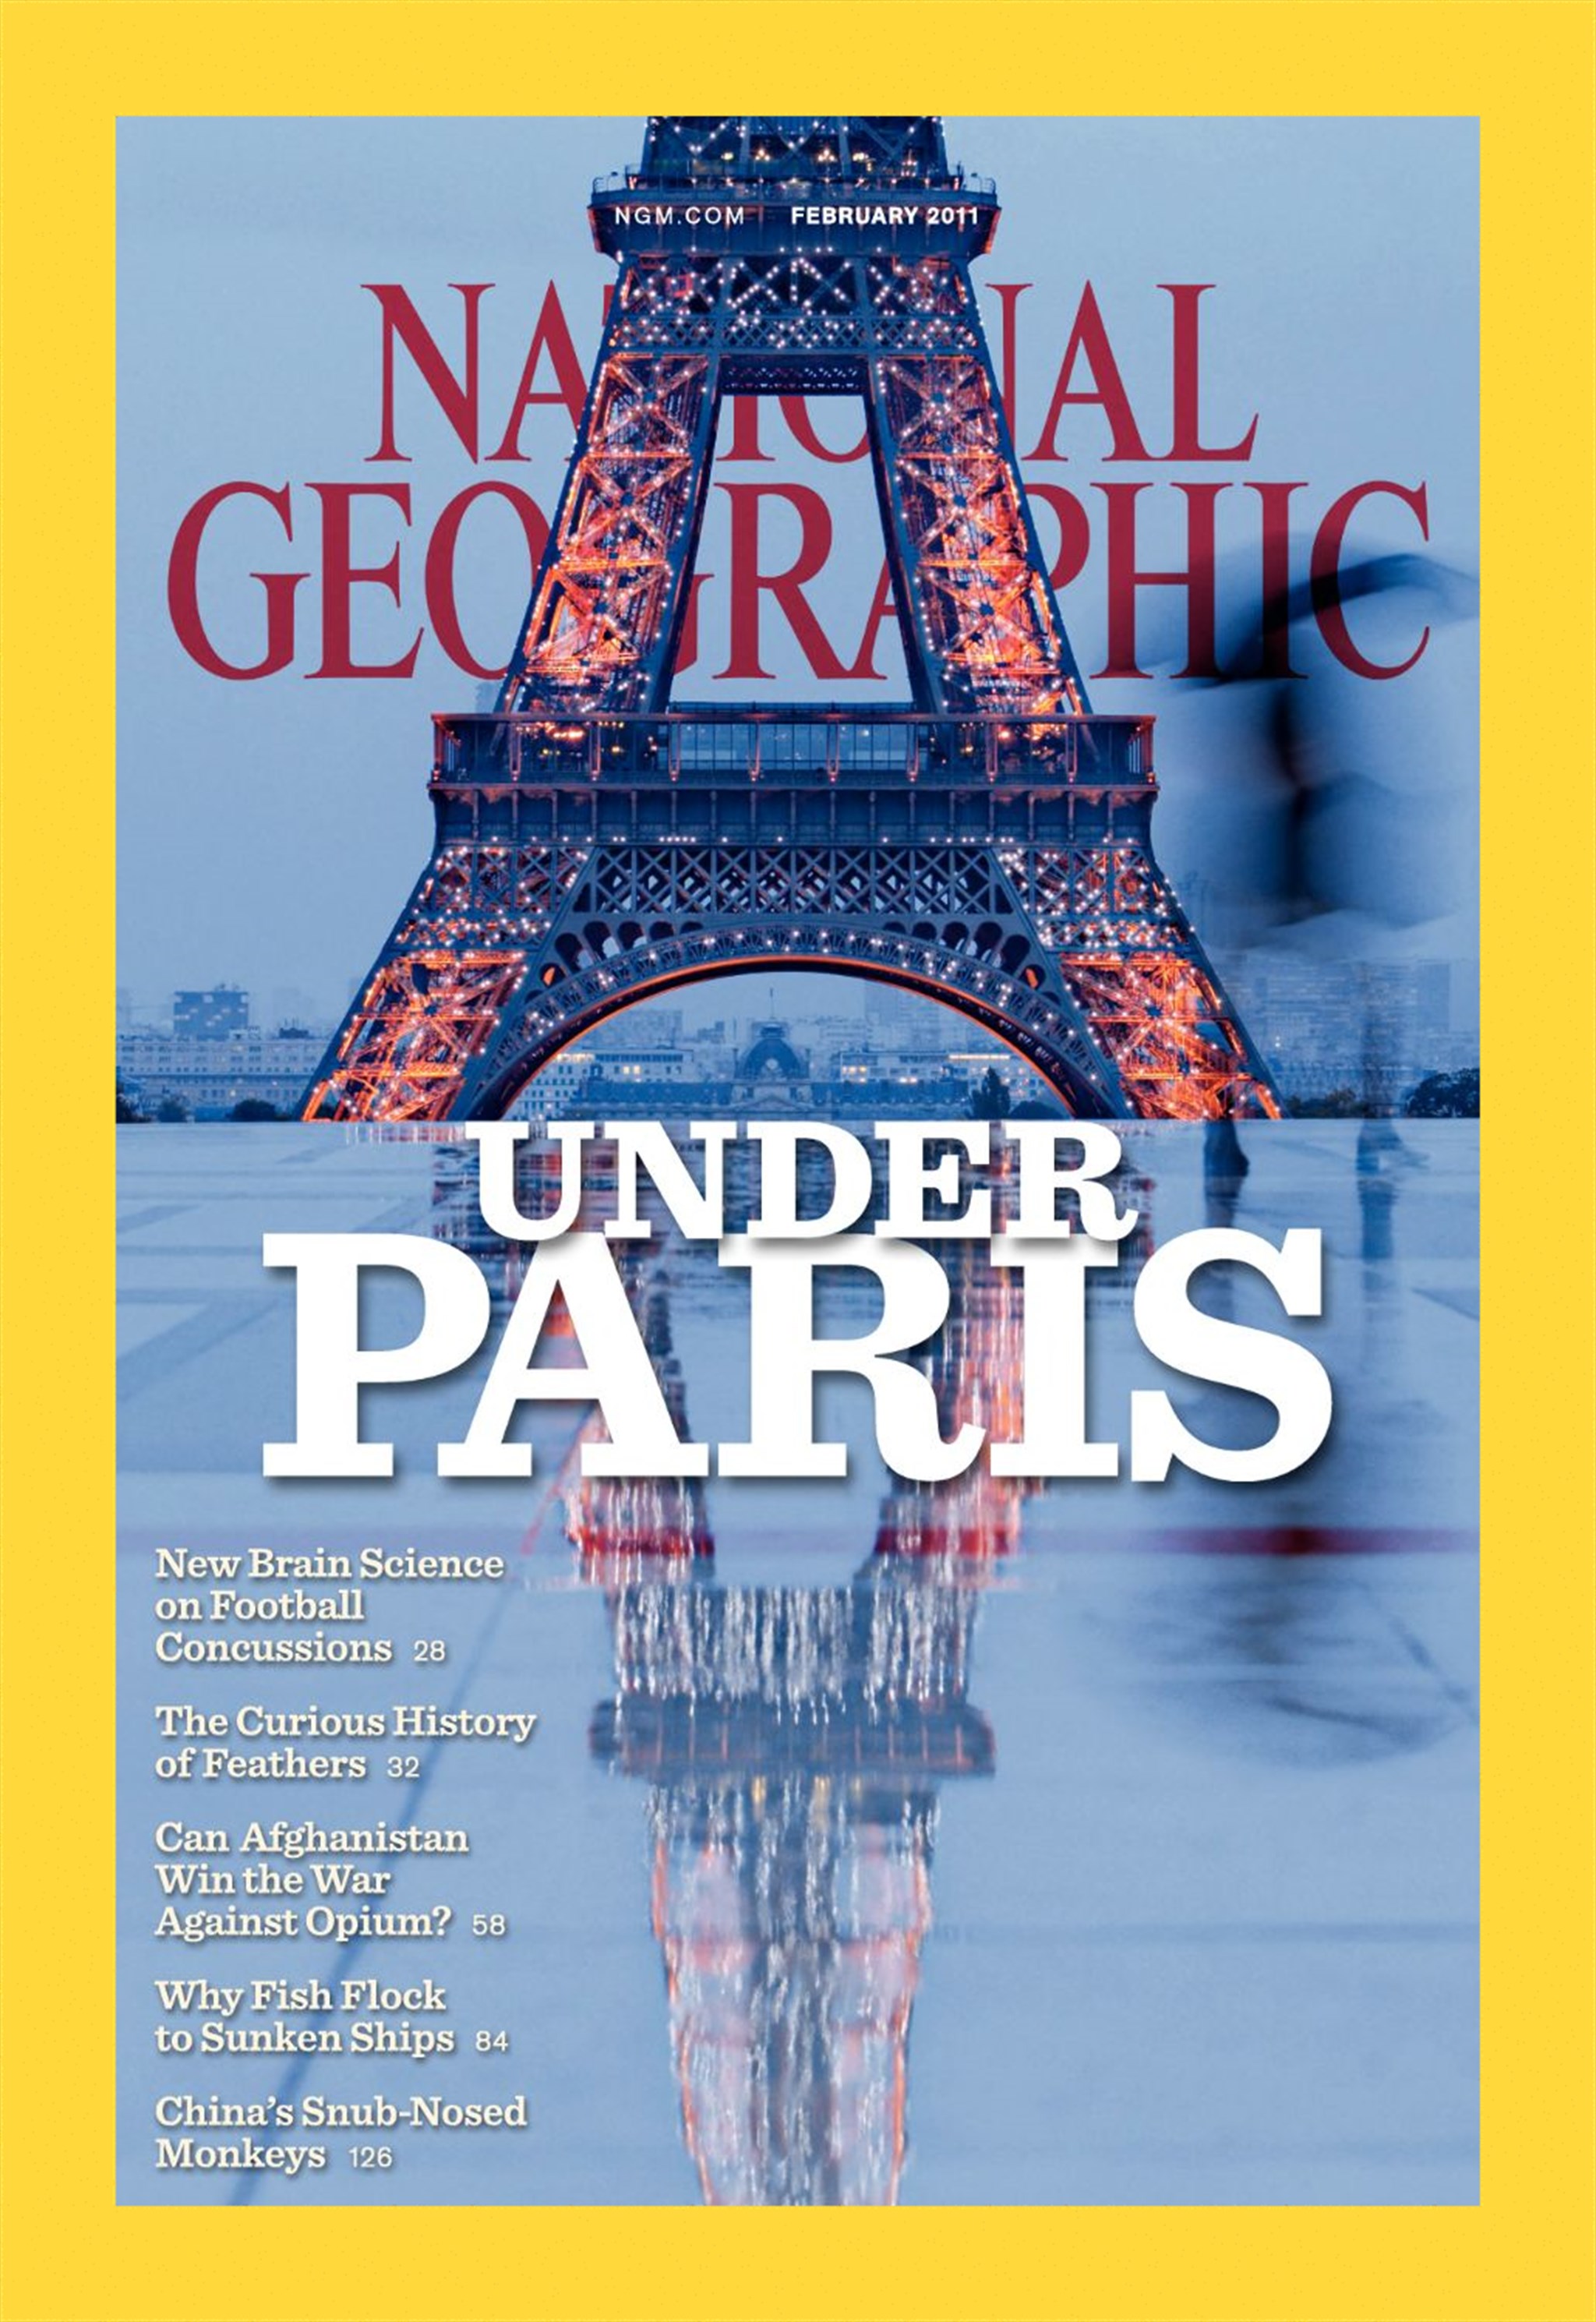 NGM.COM FEBRUARY 2011
NATIONAL
GEOGRAPHIC
UNDER
PARIS
New Brain Science
on Football
Concussions 28
The Curious History
of Feathers 32
Can Afghanistan
Win the War
Against Opium? 58
Why Fish Flock
to Sunken Ships 84
China's Snub-Nosed
Monkeys 126